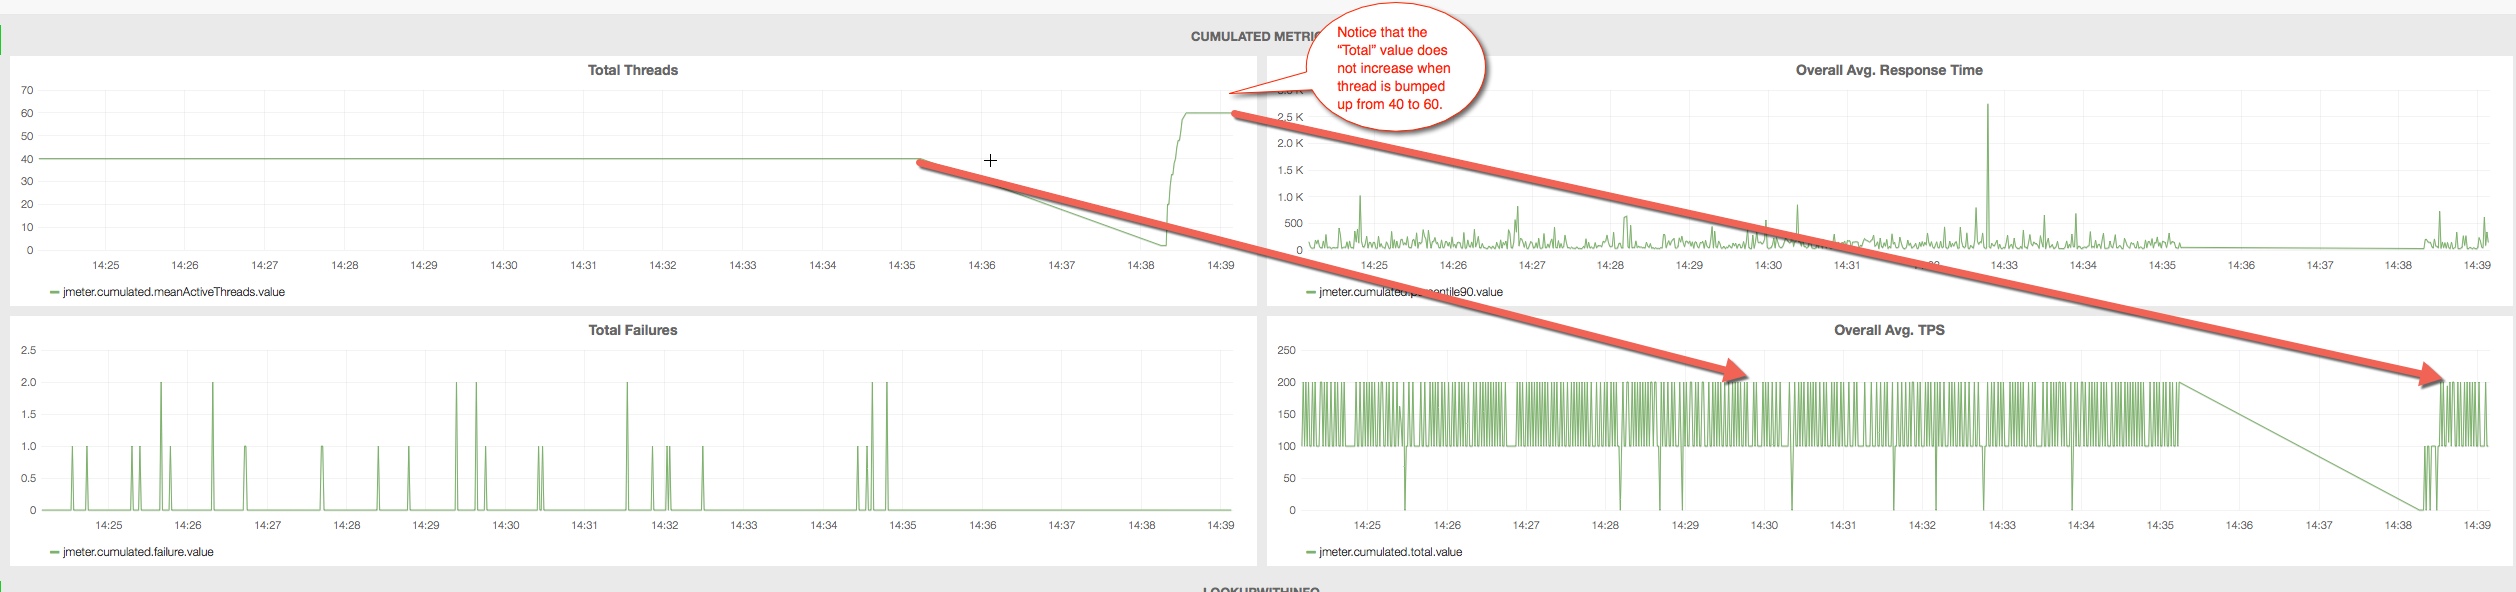 CUMULATED METRIC
Notice that the
“Total” value does
not increase when
thread is bumped
up from 40 to 60.
Total Threads
70
60
50
40
30
20
10
0
14:25 14:26 14:27 14:28 14:29 14:30 14:31 14:32 14:33 14:34 14:35 14:36 14:37 14:38 14:39
jmeter.cumulated.meanActiveThreads.value
Overall Avg. Response Time
3.0 K
2.5 K
2.0 K
1.5 K
1.0 K
500
0
14:25 14:26 14:27 14:28 14:29 14:30 14:31 14:32 14:33 14:34 14:35 14:36 14:37 14:38 14:39
jmeter.cumulated.percentile90.value
Total Failures
2.5
2.0
1.5
1.0
0.5
0
14:25 14:26 14:27 14:28 14:29 14:30 14:31 14:32 14:33 14:34 14:35 14:36 14:37 14:38 14:39
jmeter.cumulated.failure.value
Overall Avg. TPS
250
200
150
100
50
0
14:25 14:26 14:27 14:28 14:29 14:30 14:31 14:32 14:33 14:34 14:35 14:36 14:37 14:38 14:39
jmeter.cumulated.total.value
LOOKUPWITHINFO